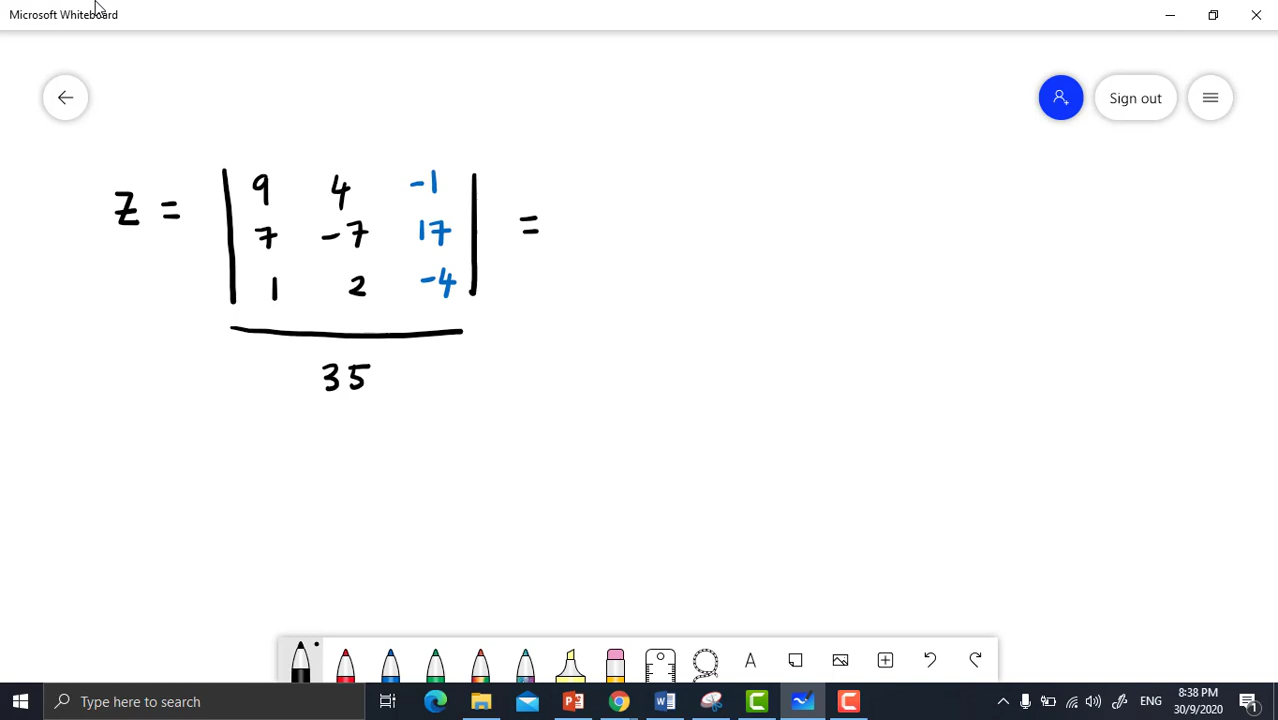 Microsoft Whiteboard
Sign out
9 4 -1
Z = | 7 -7 17 | =
1 2 -4
35
A
Type here to search
ENG
8:38 PM
30/9/2020
1